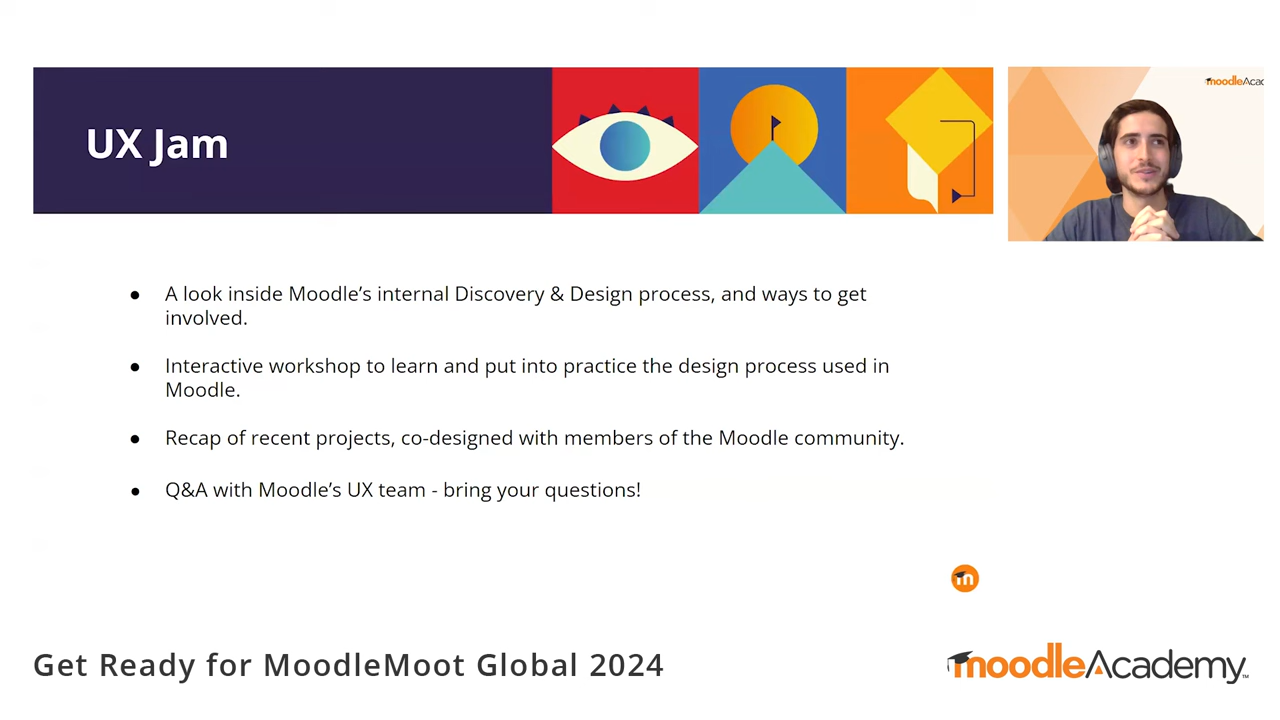 UX Jam
moodleAcad
● A look inside Moodle’s internal Discovery & Design process, and ways to get
involved.
● Interactive workshop to learn and put into practice the design process used in
Moodle.
● Recap of recent projects, co-designed with members of the Moodle community.
● Q&A with Moodle’s UX team - bring your questions!
m
Get Ready for MoodleMoot Global 2024
moodleAcademy™